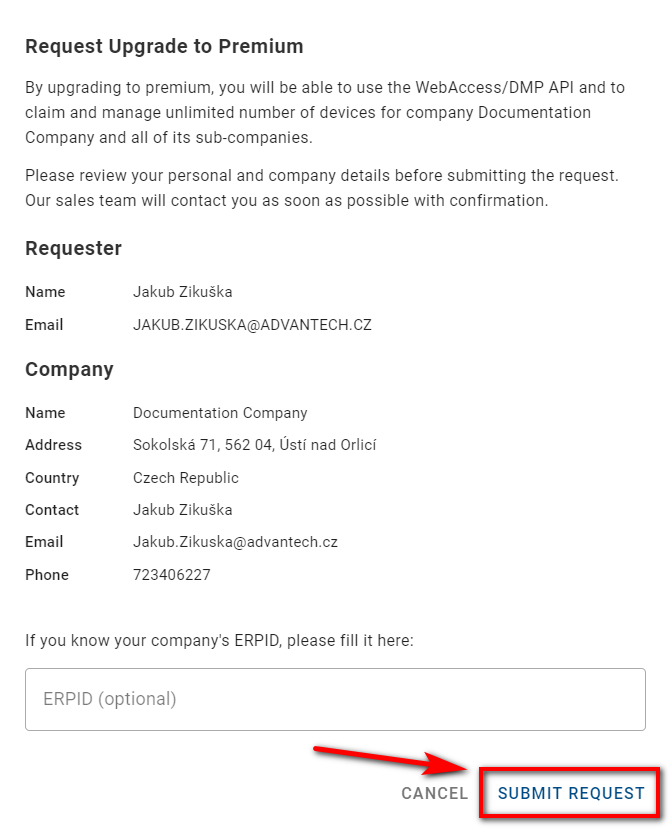 Request Upgrade to Premium
By upgrading to premium, you will be able to use the WebAccess/DMP API and to
claim and manage unlimited number of devices for company Documentation
Company and all of its sub-companies.
Please review your personal and company details before submitting the request.
Our sales team will contact you as soon as possible with confirmation.
Requester
Name Jakub Zikuška
Email JAKUB.ZIKUSKA@ADVANTECH.CZ
Company
Name Documentation Company
Address Sokolská 71, 562 04, Ústí nad Orlicí
Country Czech Republic
Contact Jakub Zikuška
Email Jakub.Zikuska@advantech.cz
Phone 723406227
If you know your company's ERPID, please fill it here:
ERPID (optional)
CANCEL SUBMIT REQUEST